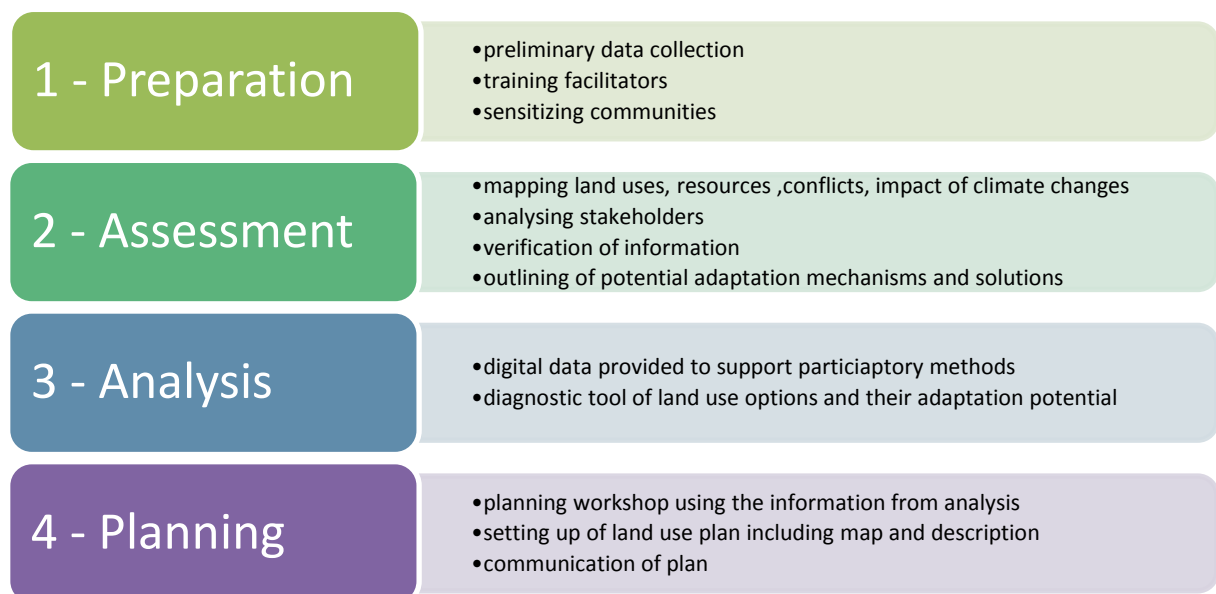 1 - Preparation
•preliminary data collection
•training facilitators
•sensitizing communities
2 - Assessment
•mapping land uses, resources ,conflicts, impact of climate changes
•analysing stakeholders
•verification of information
•outlining of potential adaptation mechanisms and solutions
3 - Analysis
•digital data provided to support particiaptory methods
•diagnostic tool of land use options and their adaptation potential
4 - Planning
•planning workshop using the information from analysis
•setting up of land use plan including map and description
•communication of plan